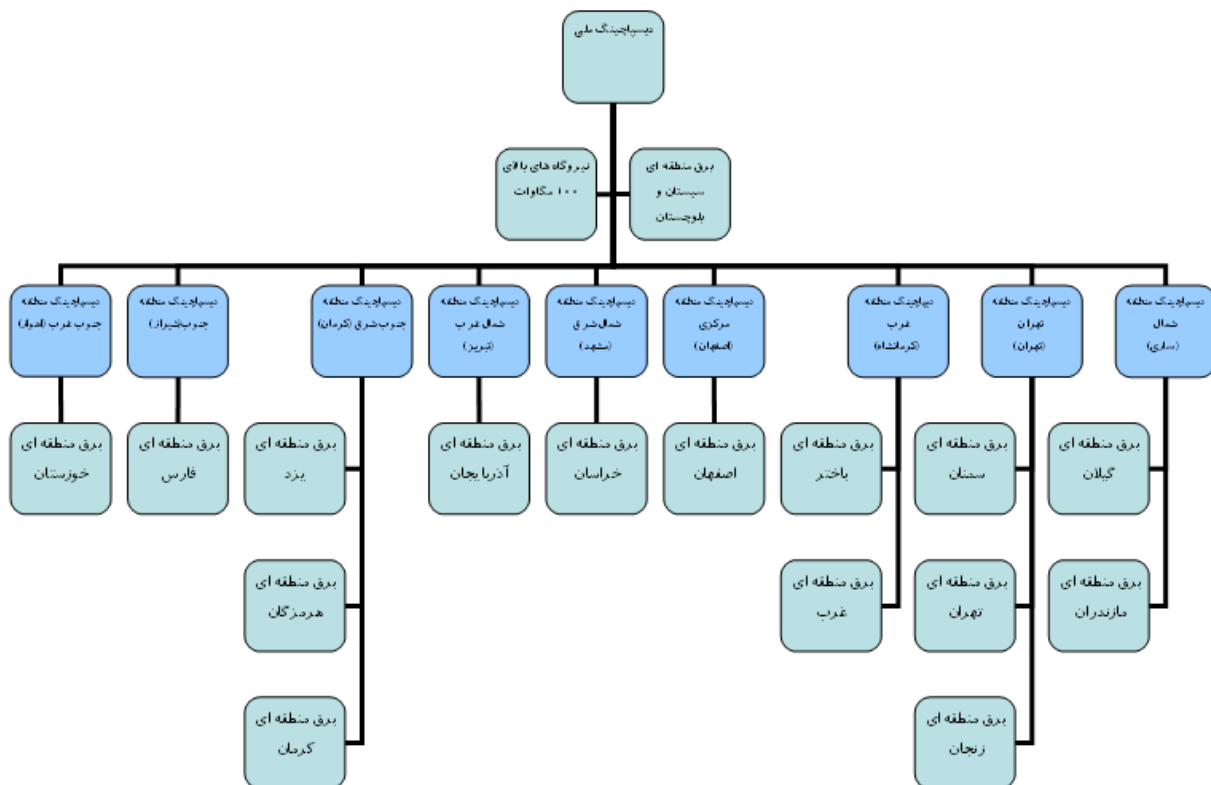 دیسپاچینگ ملی
برق منطقه ای
سیستان و
بلوچستان
نیروگاه های بالای
۱۰۰ مگاوات
دیسپاچینگ منطقه
شمال
(ساری)
دیسپاچینگ منطقه
تهران
(تهران)
دیسپاچینگ منطقه
غرب
(کرمانشاه)
دیسپاچینگ منطقه
مرکزی
(اصفهان)
دیسپاچینگ منطقه
شمال شرق
(مشهد)
دیسپاچینگ منطقه
شمال غرب
(تبریز)
دیسپاچینگ منطقه
جنوب شرق (کرمان)
دیسپاچینگ منطقه
جنوب(شیراز)
دیسپاچینگ منطقه
جنوب غرب (اهواز)
برق منطقه ای
گیلان
برق منطقه ای
سمنان
برق منطقه ای
باختر
برق منطقه ای
اصفهان
برق منطقه ای
خراسان
برق منطقه ای
آذربایجان
برق منطقه ای
یزد
برق منطقه ای
فارس
برق منطقه ای
خوزستان
برق منطقه ای
مازندران
برق منطقه ای
تهران
برق منطقه ای
غرب
برق منطقه ای
هرمزگان
برق منطقه ای
زنجان
برق منطقه ای
کرمان